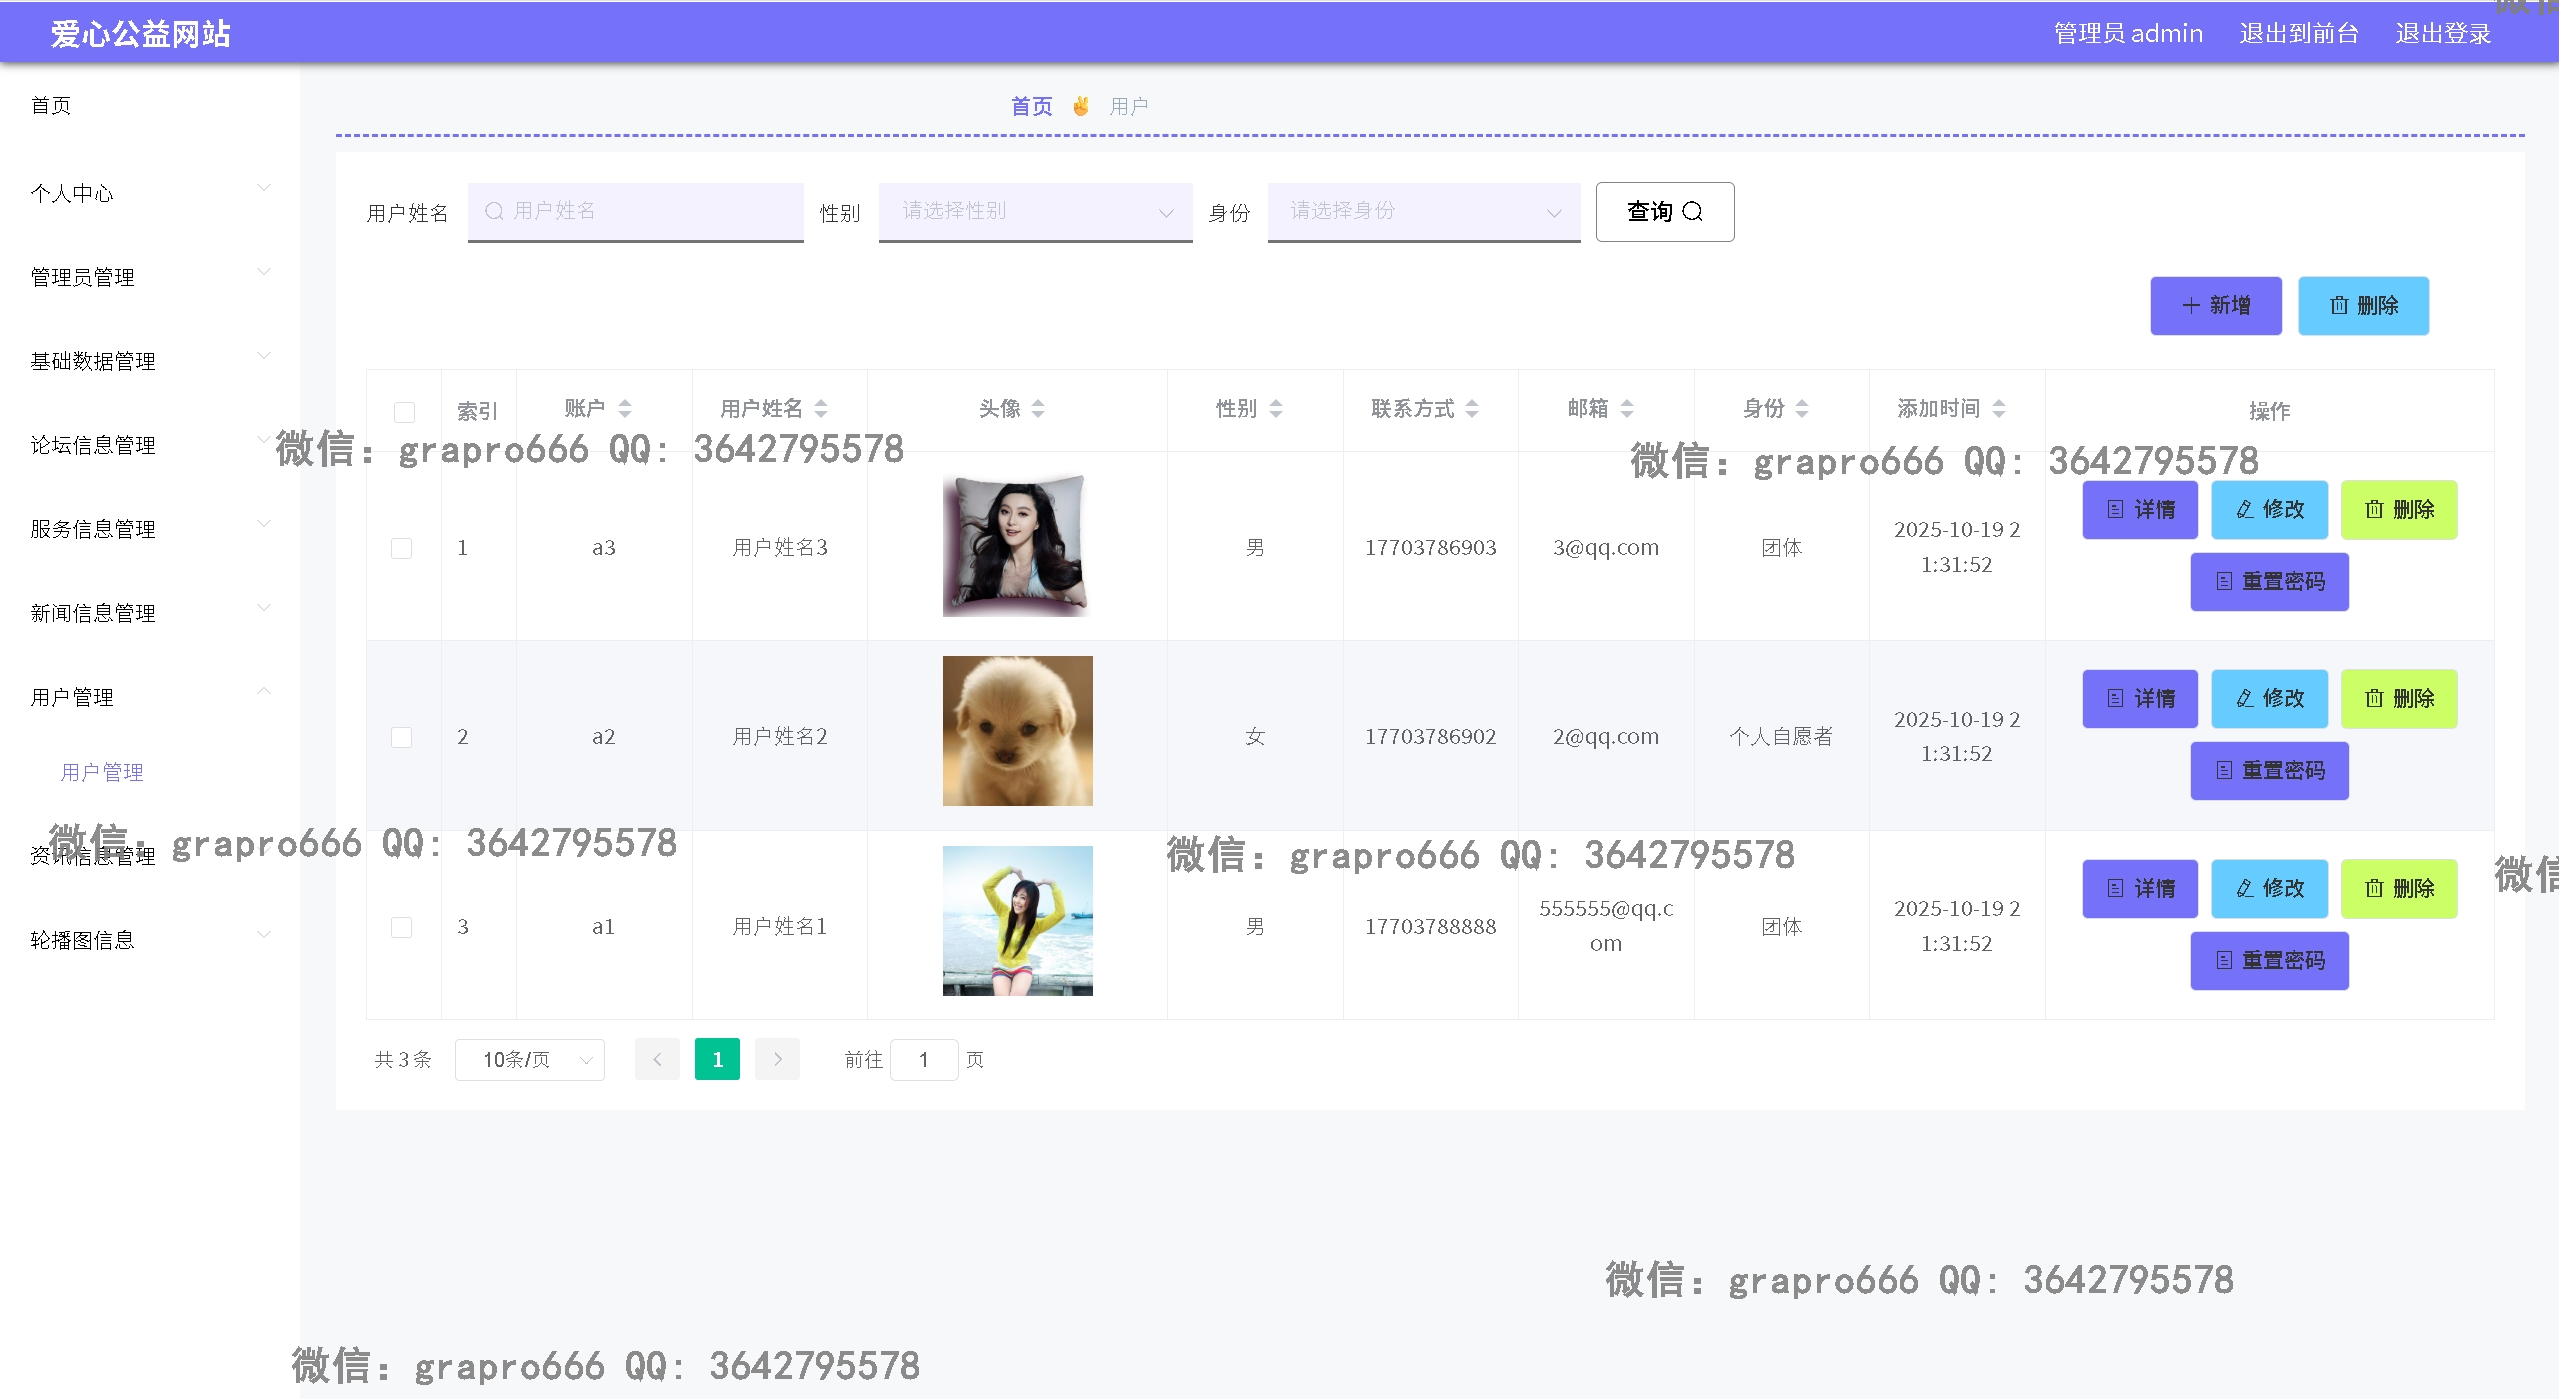 爱心公益网站
管理员 admin 退出到前台 退出登录
首页
个人中心
管理员管理
基础数据管理
论坛信息管理
服务信息管理
新闻信息管理
用户管理
用户管理
资讯信息管理
轮播图信息
首页 ✌ 用户
用户姓名 用户姓名 性别 请选择性别 身份 请选择身份 查询
新增 删除
索引 账户 用户姓名 头像 性别 联系方式 邮箱 身份 添加时间 操作
1 a3 用户姓名3 男 17703786903 3@qq.com 团体 2025-10-19 2
1:31:52
详情 修改 删除
重置密码
2 a2 用户姓名2 女 17703786902 2@qq.com 个人自愿者 2025-10-19 2
1:31:52
详情 修改 删除
重置密码
3 a1 用户姓名1 男 17703788888 555555@qq.c
om
团体 2025-10-19 2
1:31:52
详情 修改 删除
重置密码
共 3 条 10条/页 1 前往 1 页
微信：grapro666 QQ: 3642795578
微信：grapro666 QQ: 3642795578
微信：grapro666 QQ: 3642795578
微信：grapro666 QQ: 3642795578
微信
微信：grapro666 QQ: 3642795578
微信：grapro666 QQ: 3642795578